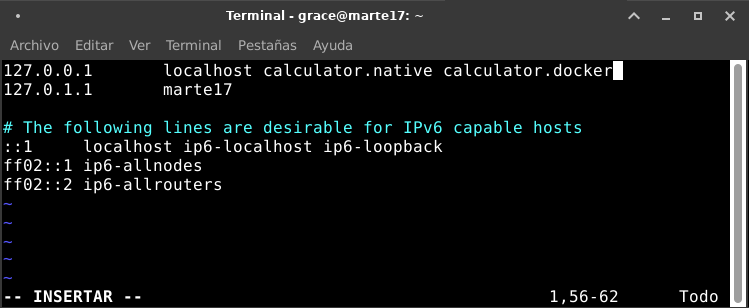 Terminal - grace@marte17: ~
Archivo Editar Ver Terminal Pestañas Ayuda
127.0.0.1       localhost calculator.native calculator.docker
127.0.1.1       marte17

# The following lines are desirable for IPv6 capable hosts
::1     localhost ip6-localhost ip6-loopback
ff02::1 ip6-allnodes
ff02::2 ip6-allrouters
~
~
~
~
~
-- INSERTAR -- 1,56-62 Todo